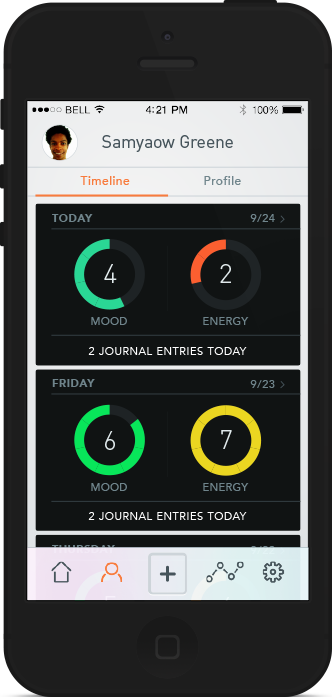 BELL 4:21 PM 100%
Samyaow Greene
Timeline Profile
TODAY 9/24
4 2
MOOD ENERGY
2 JOURNAL ENTRIES TODAY
FRIDAY 9/23
6 7
MOOD ENERGY
2 JOURNAL ENTRIES TODAY
THURSDAY